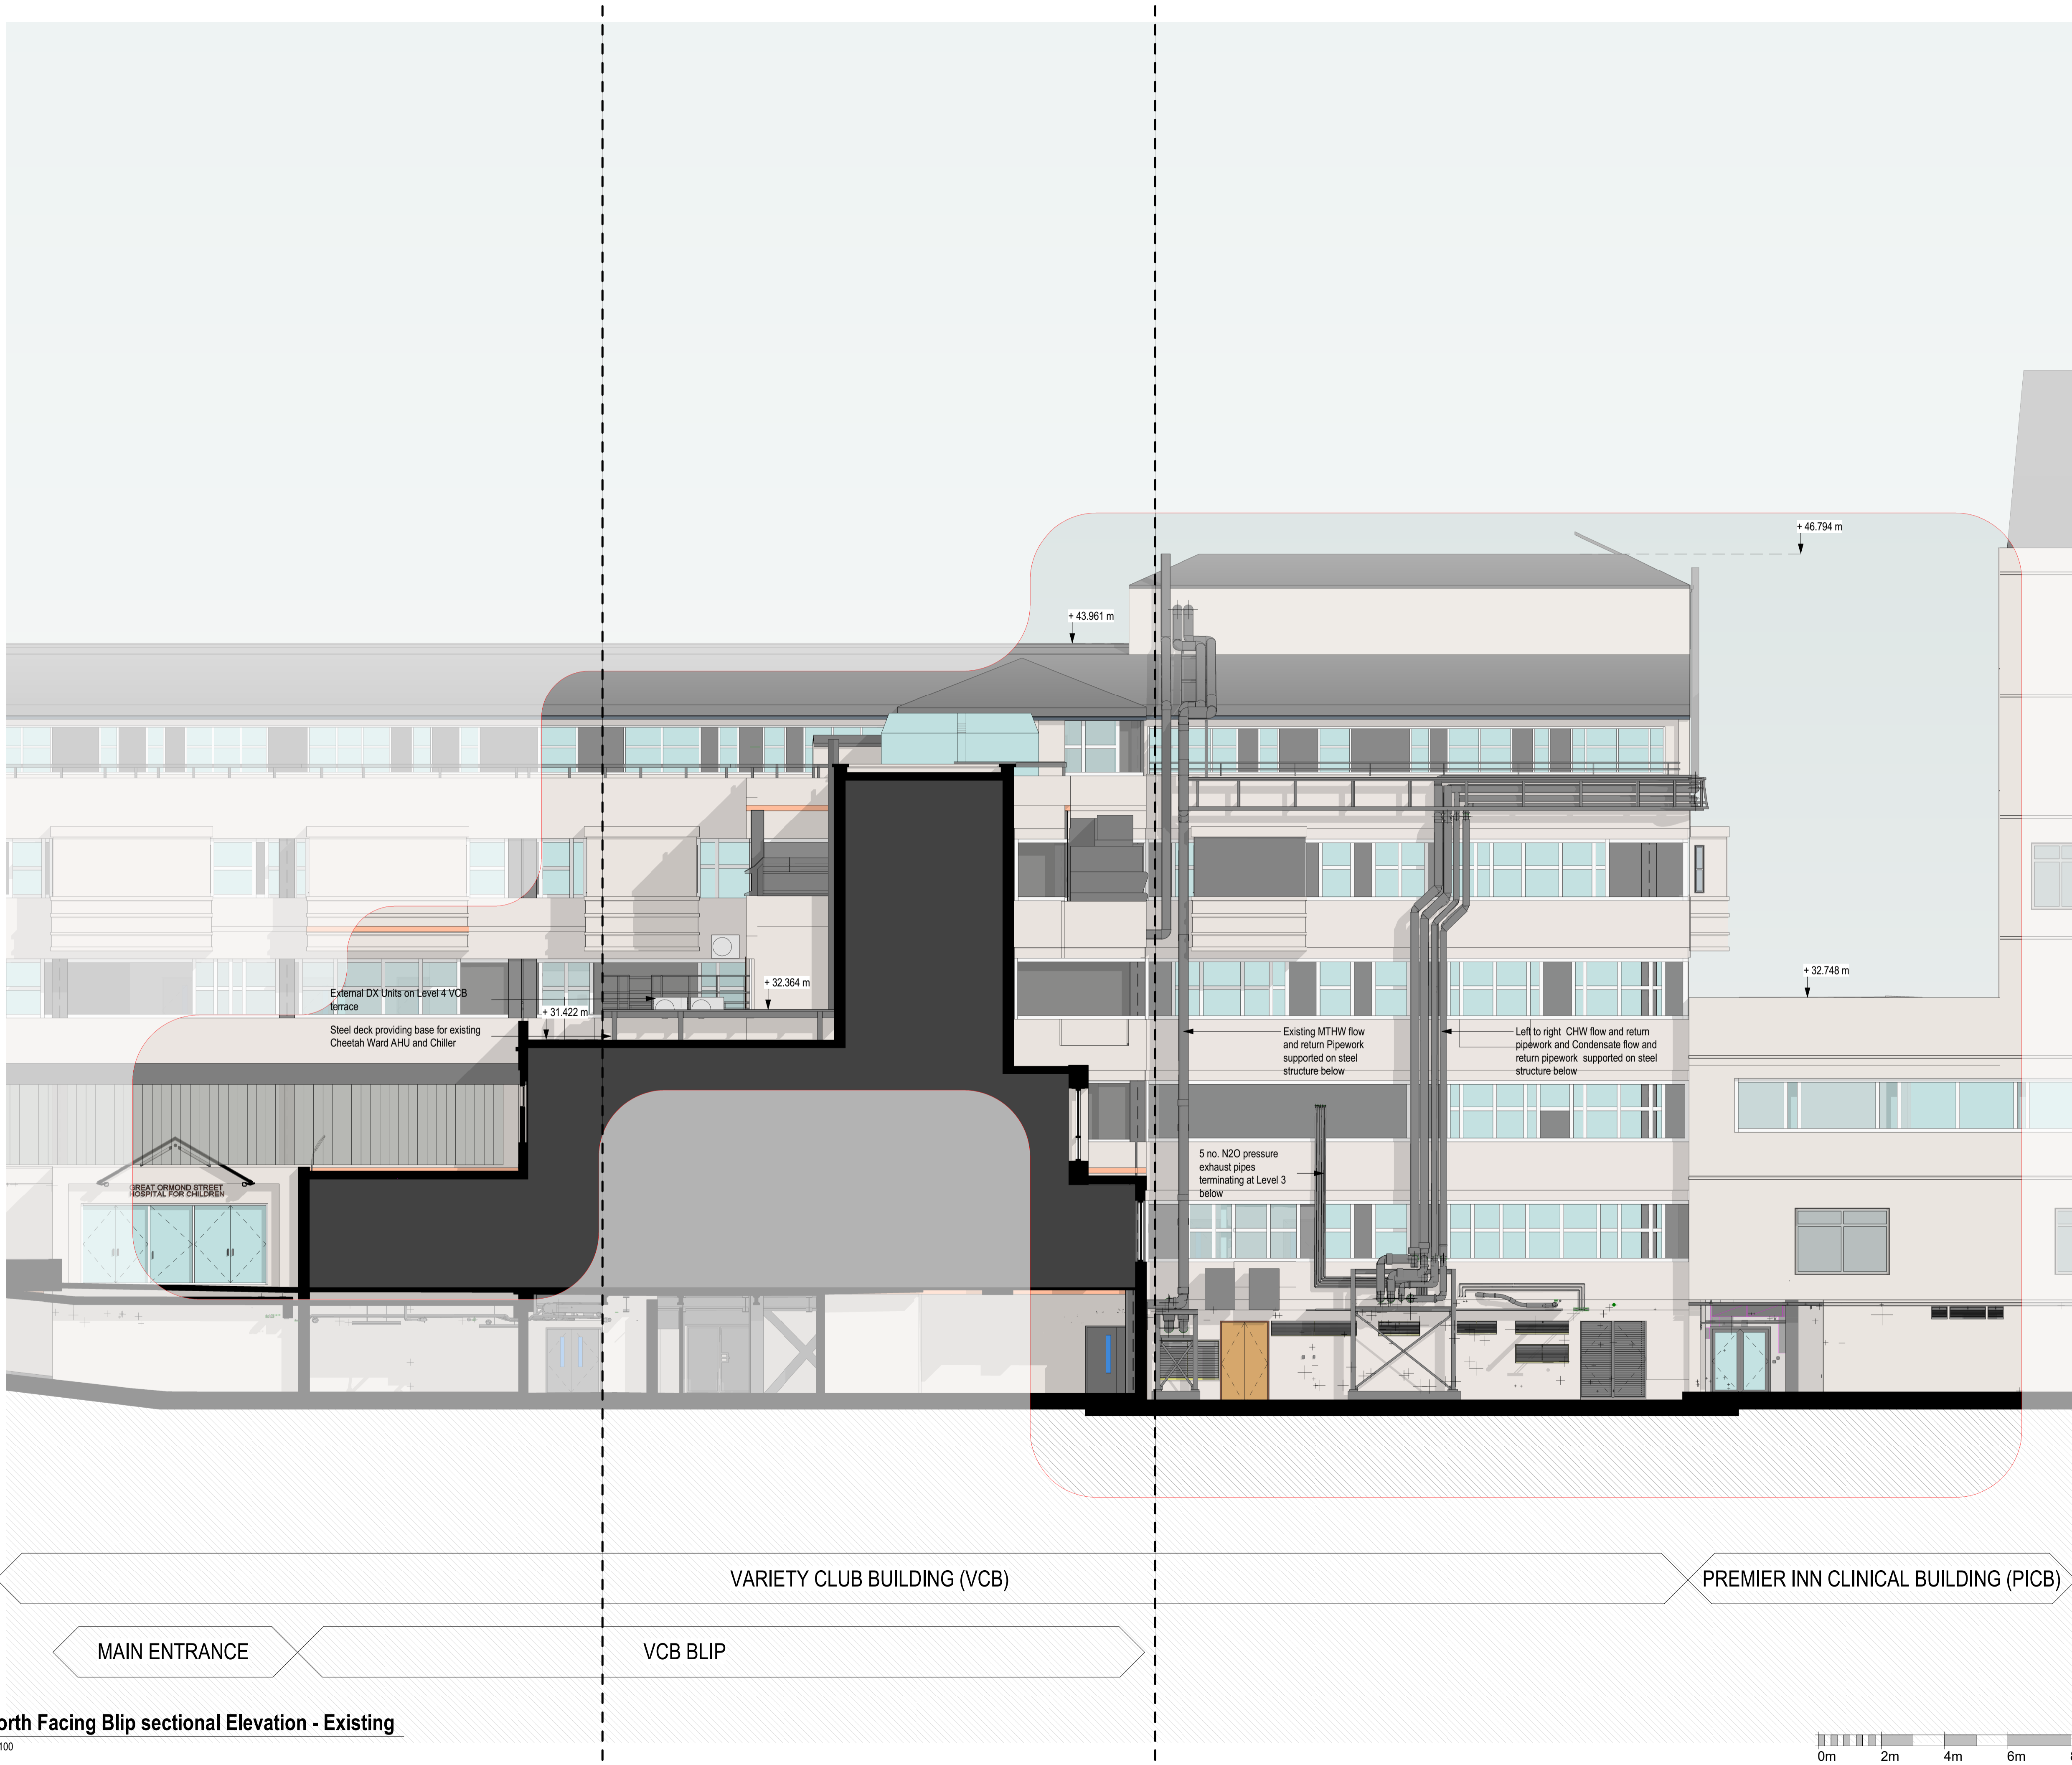 + 46.794 m
+ 43.961 m
+ 32.748 m
+ 32.364 m
External DX Units on Level 4 VCB
terrace
+ 31.422 m
Steel deck providing base for existing
Cheetah Ward AHU and Chiller
Existing MTHW flow
and return Pipework
supported on steel
structure below
Left to right CHW flow and return
pipework and Condensate flow and
return pipework supported on steel
structure below
5 no. N2O pressure
exhaust pipes
terminating at Level 3
below
GREAT ORMOND STREET
HOSPITAL FOR CHILDREN
VARIETY CLUB BUILDING (VCB)
PREMIER INN CLINICAL BUILDING (PICB)
MAIN ENTRANCE
VCB BLIP
orth Facing Blip sectional Elevation - Existing
100
0m 2m 4m 6m